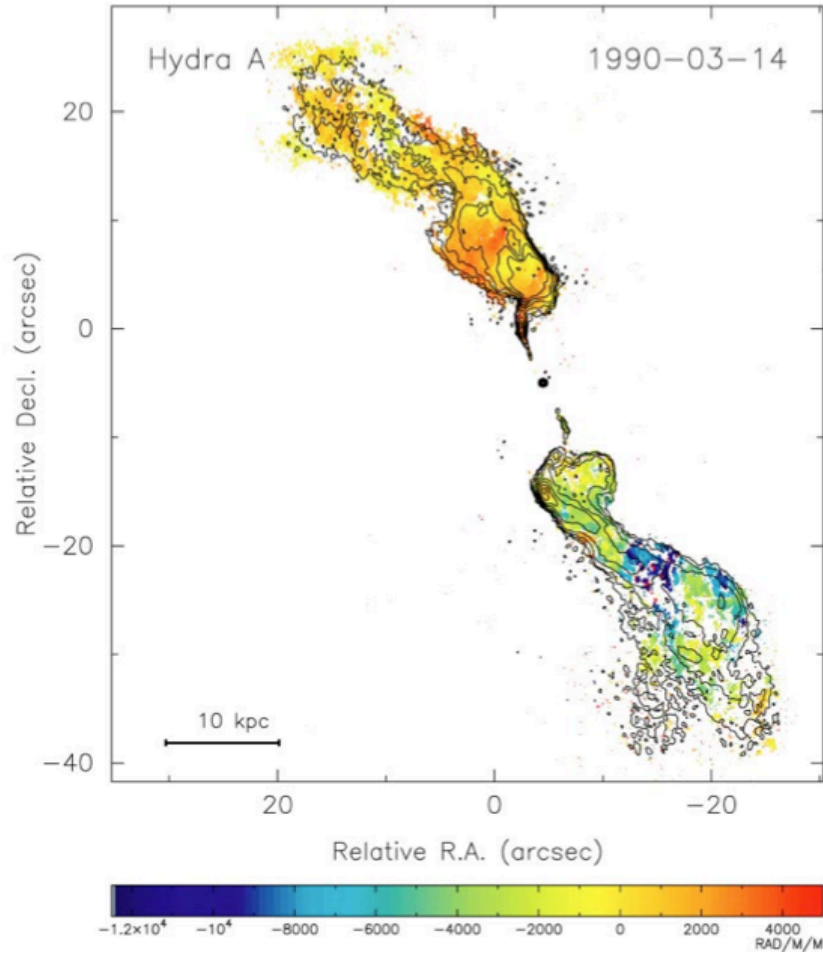 Hydra A 1990-03-14
20
0
-20
-40
Relative Decl. (arcsec)
10 kpc
20 0 -20
Relative R.A. (arcsec)
-1.2×10⁴ -10⁴ -8000 -6000 -4000 -2000 0 2000 4000
RAD/M/M